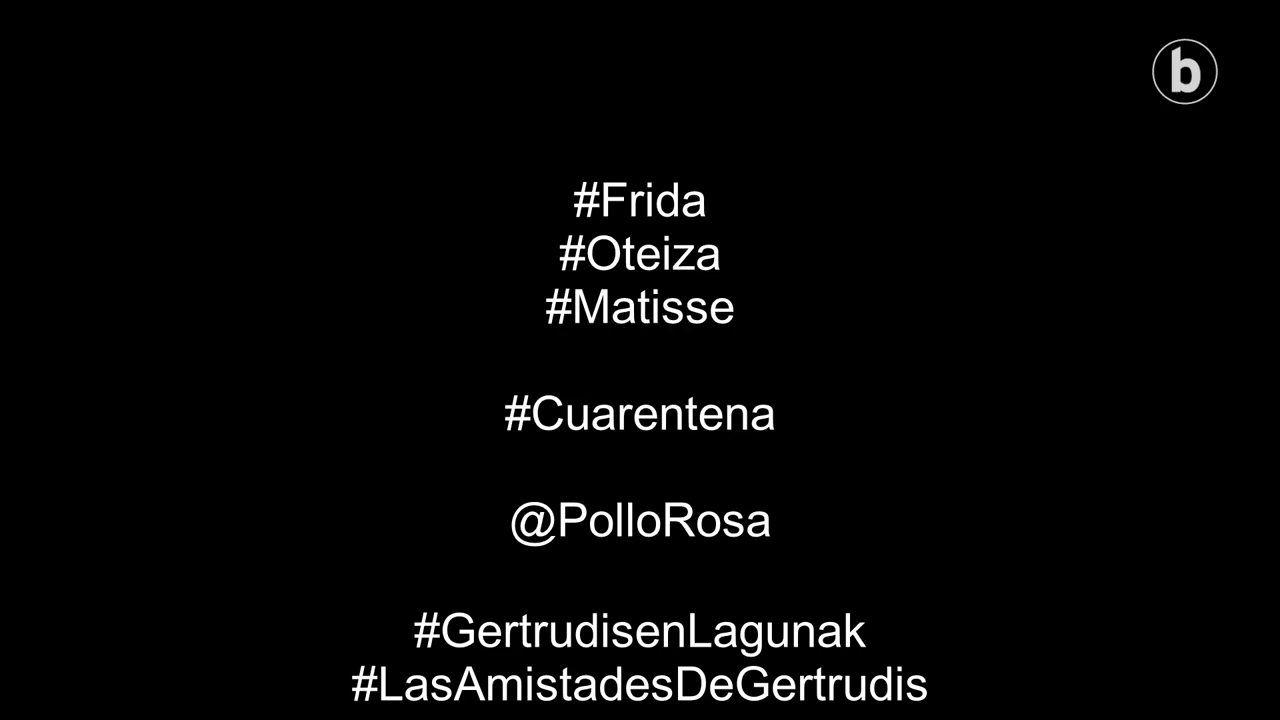 b
#Frida
#Oteiza
#Matisse
#Cuarentena
@PolloRosa
#GertrudisenLagunak
#LasAmistadesDeGertrudis